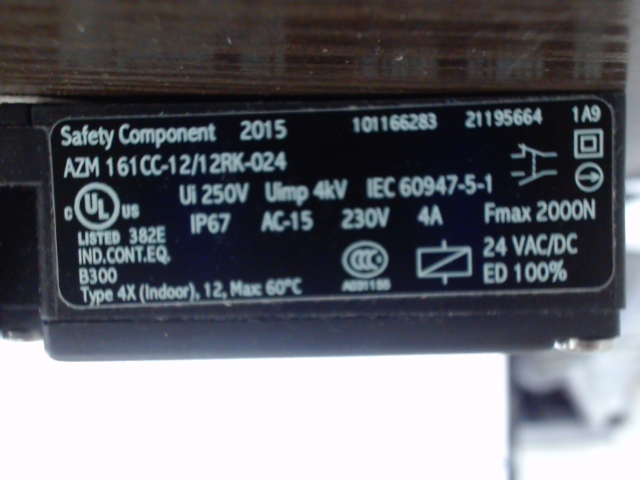 Safety Component 2015 101166283 21195664 1A9
AZM 161CC-12/12RK-024
Ui 250V Uimp 4kV IEC 60947-5-1
c UL US IP67 AC-15 230V 4A Fmax 2000N
LISTED 382E
IND.CONT.EQ.
B300
CCC
A031155
24 VAC/DC
ED 100%
Type 4X (Indoor), 12, Max: 60°C